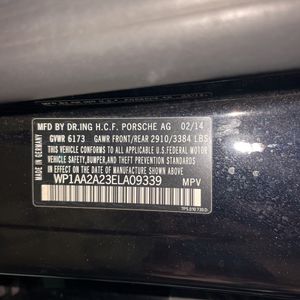 MFD BY DR.ING H.C.F. PORSCHE AG 02/14
GVWR 6173 GAWR FRONT/REAR 2910/3384 LBS
THIS VEHICLE CONFORMS TO ALL APPLICABLE
FEDERAL MOTOR VEHICLE
SAFETY, BUMPER, AND THEFT PREVENTION
STANDARDS IN EFFECT ON THE DATE OF
MANUFACTURE SHOWN ABOVE.
WP1AA2A23ELA09339 MPV
MADE IN GERMANY